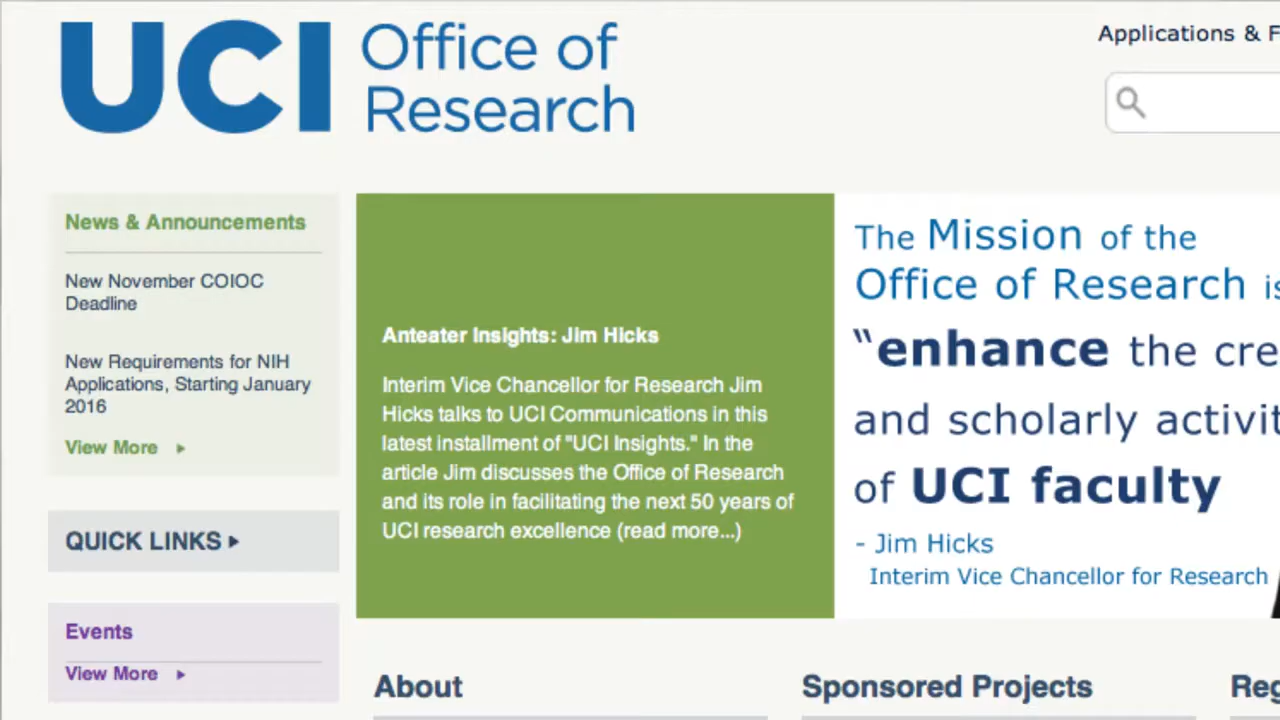 UCI Office of
Research
Applications &
News & Announcements
New November COIOC
Deadline
New Requirements for NIH
Applications, Starting January
2016
View More
QUICK LINKS
Events
View More
Anteater Insights: Jim Hicks
Interim Vice Chancellor for Research Jim
Hicks talks to UCI Communications in this
latest installment of "UCI Insights." In the
article Jim discusses the Office of Research
and its role in facilitating the next 50 years of
UCI research excellence (read more...)
The Mission of the
Office of Research
“enhance the
and scholarly
of UCI faculty
- Jim Hicks
Interim Vice Chancellor for Research
About
Sponsored Projects